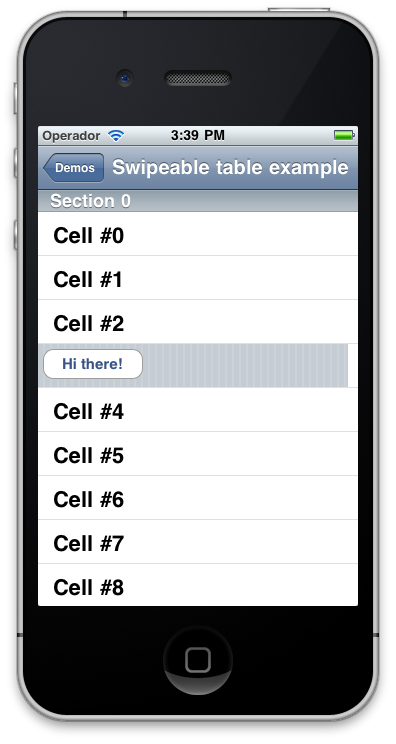 Operador 3:39 PM
Demos Swipeable table example
Section 0
Cell #0
Cell #1
Cell #2
Hi there!
Cell #4
Cell #5
Cell #6
Cell #7
Cell #8